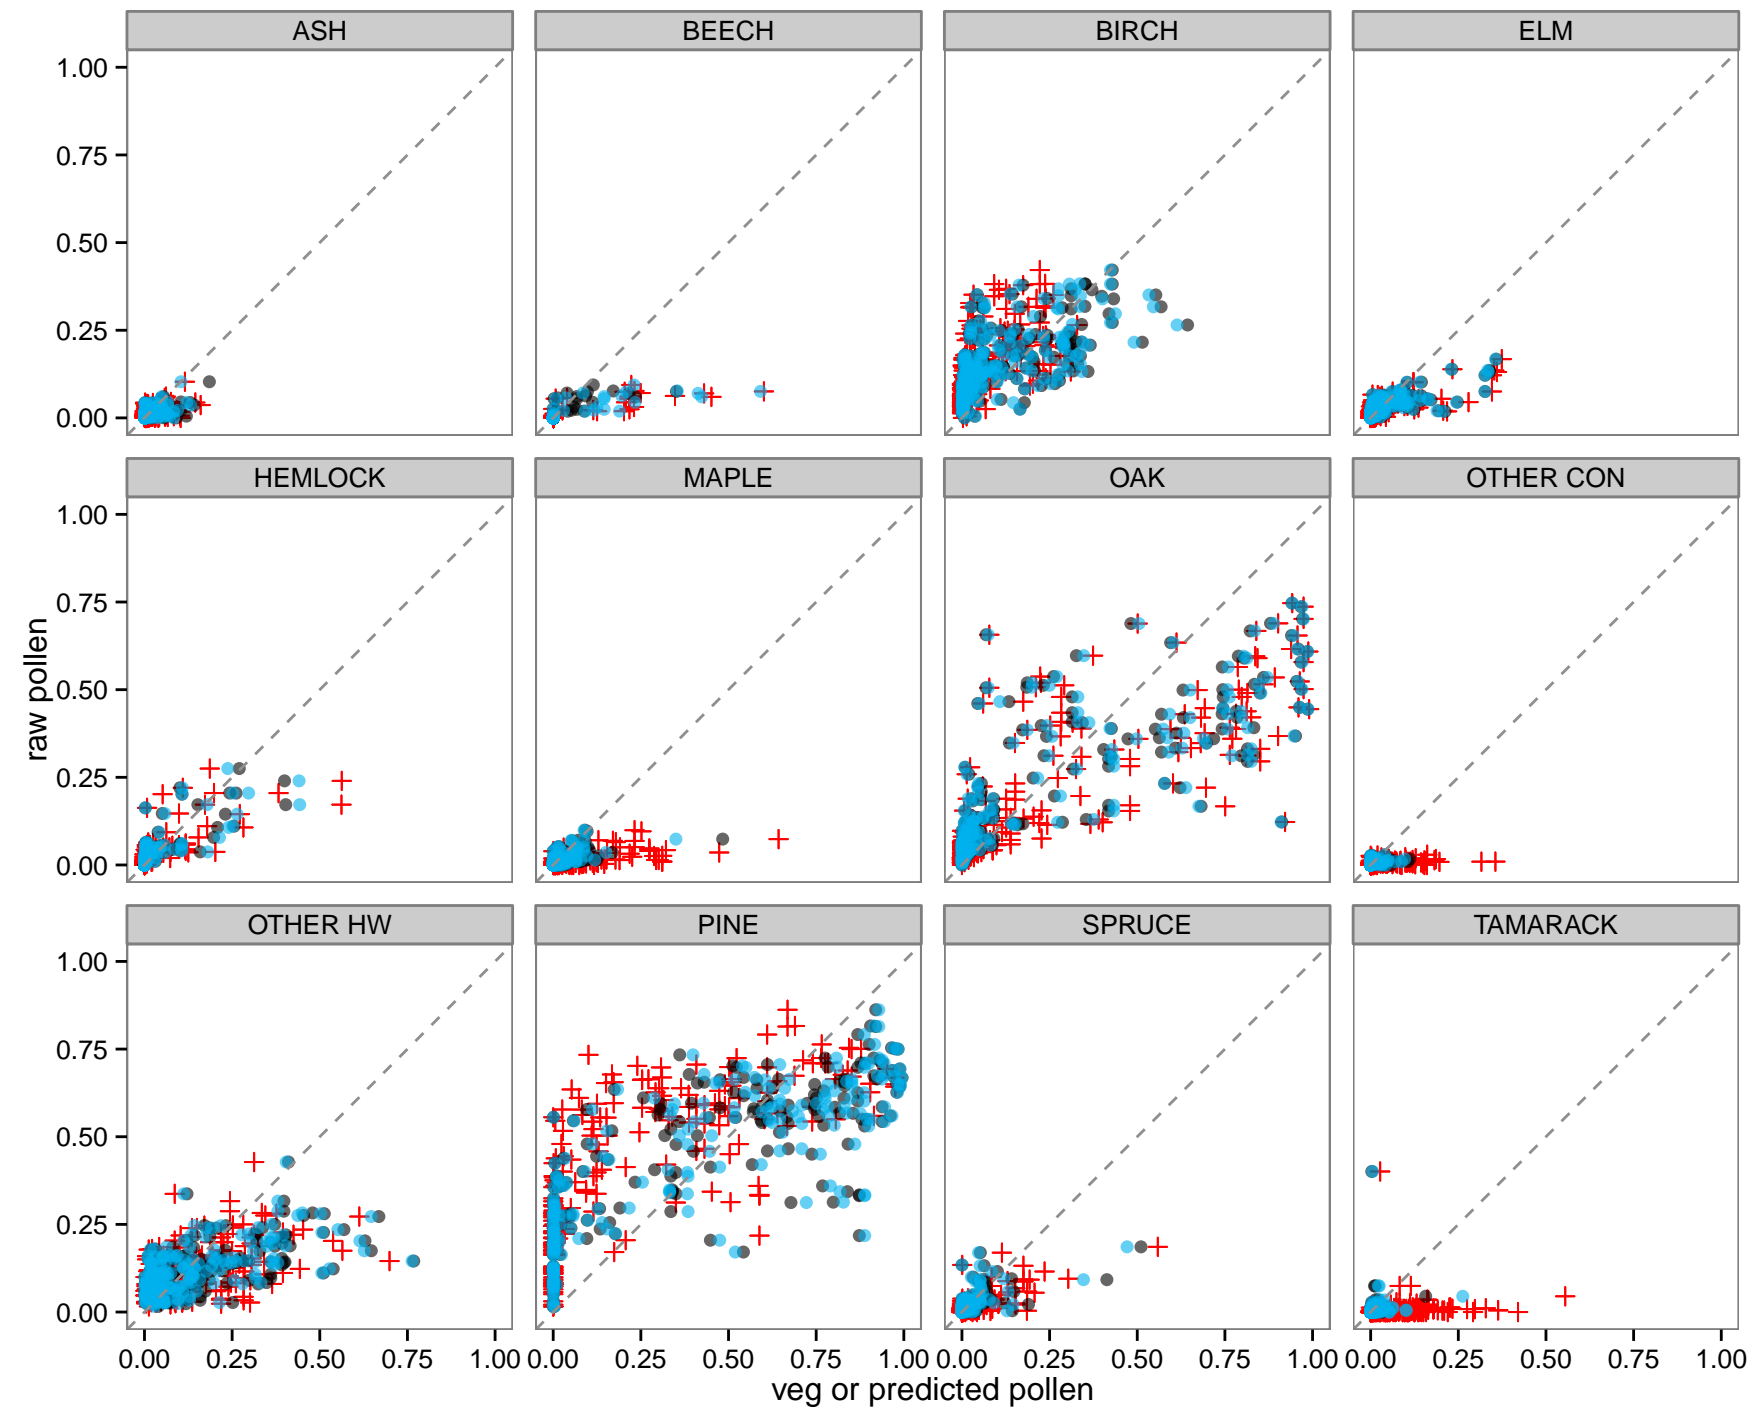 ASH BEECH BIRCH ELM
1.00
0.75
0.50
0.25
0.00
HEMLOCK MAPLE OAK OTHER CON
1.00
0.75
0.50
0.25
0.00
raw pollen
OTHER HW PINE SPRUCE TAMARACK
1.00
0.75
0.50
0.25
0.00
0.00 0.25 0.50 0.75 1.00 0.00 0.25 0.50 0.75 1.00 0.00 0.25 0.50 0.75 1.00 0.00 0.25 0.50 0.75 1.00
veg or predicted pollen